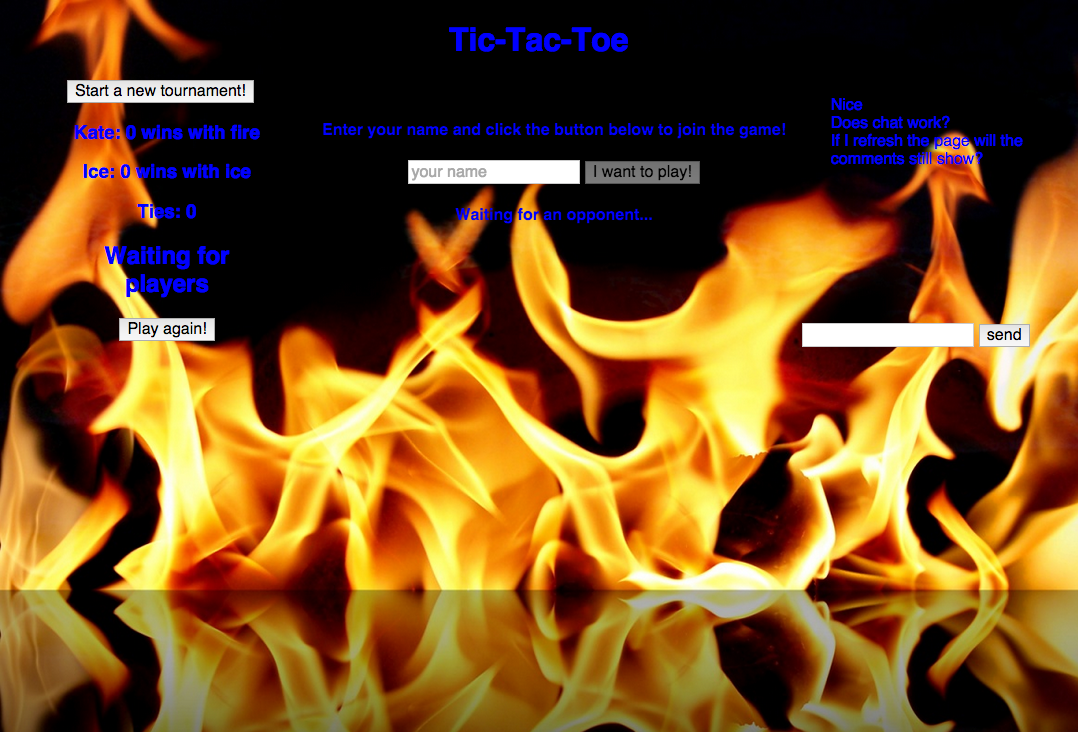 Tic-Tac-Toe
Start a new tournament!
Kate: 0 wins with fire
Ice: 0 wins with ice
Ties: 0
Waiting for
players
Play again!
Enter your name and click the button below to join the game!
your name I want to play!
Waiting for an opponent...
Nice
Does chat work?
If I refresh the page will the
comments still show?
send